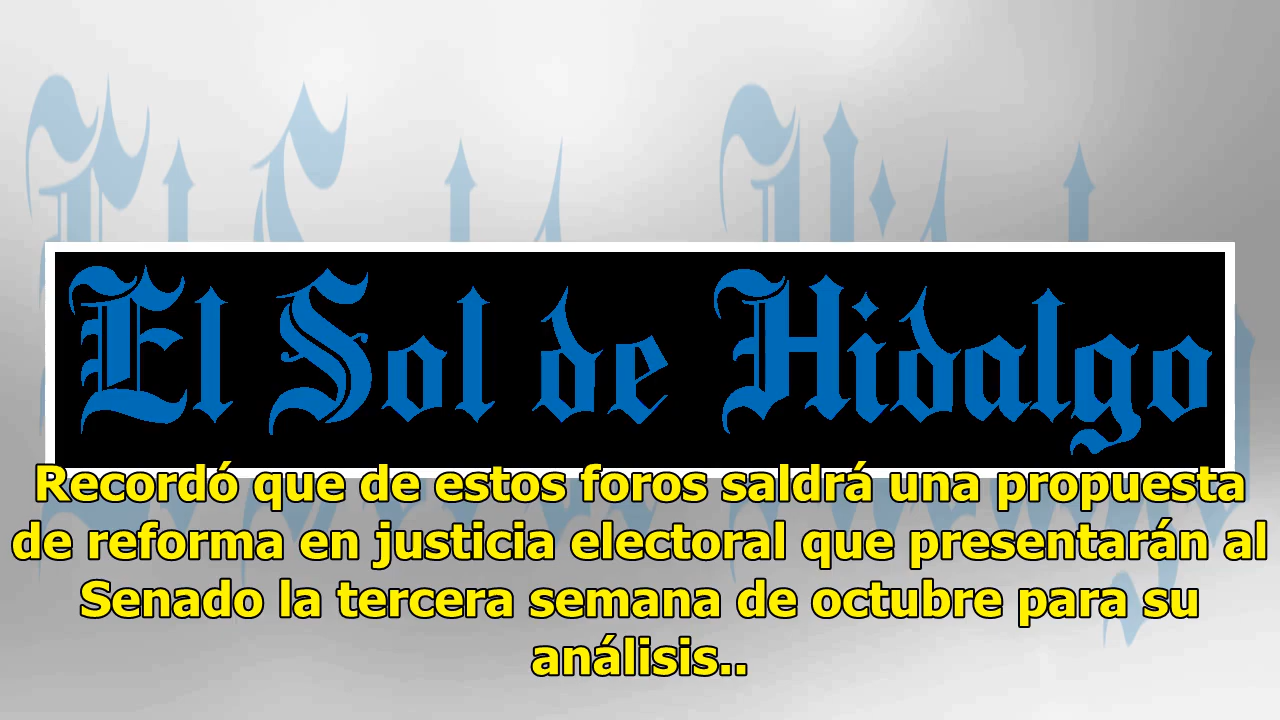 El Sol de Hidalgo
Recordó que de estos foros saldrá una propuesta
de reforma en justicia electoral que presentarán al
Senado la tercera semana de octubre para su
análisis..